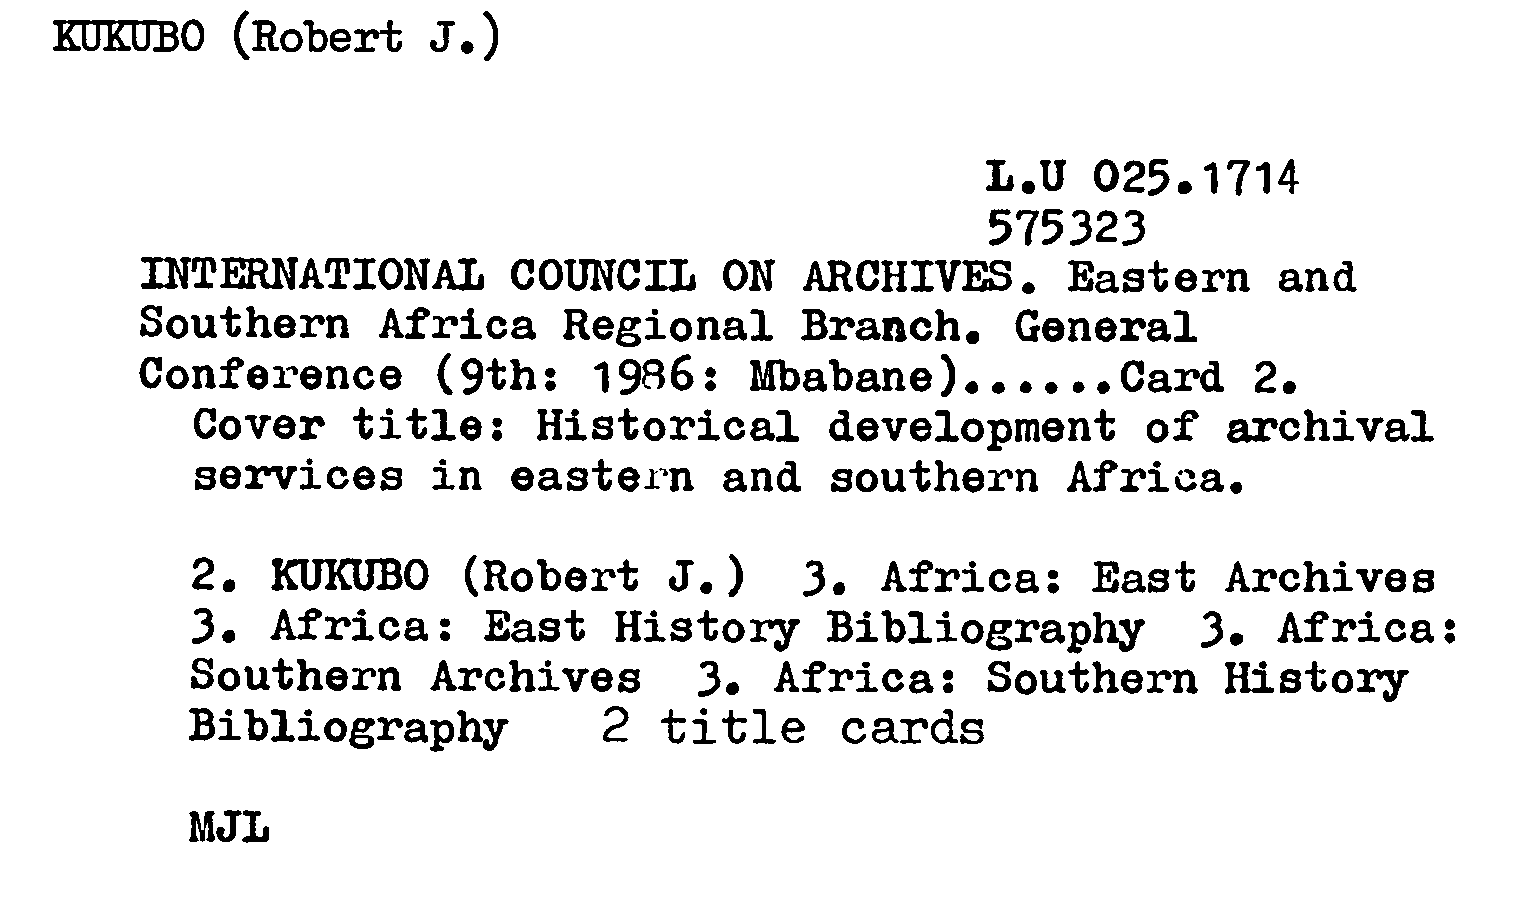 KUKUBO (Robert J.)
L.U 025.1714
575323
INTERNATIONAL COUNCIL ON ARCHIVES. Eastern and
Southern Africa Regional Branch. General
Conference (9th: 1986: Mbabane)......Card 2.
Cover title: Historical development of archival
services in eastern and southern Africa.
2. KUKUBO (Robert J.) 3. Africa: East Archives
3. Africa: East History Bibliography 3. Africa:
Southern Archives 3. Africa: Southern History
Bibliography 2 title cards
MJL